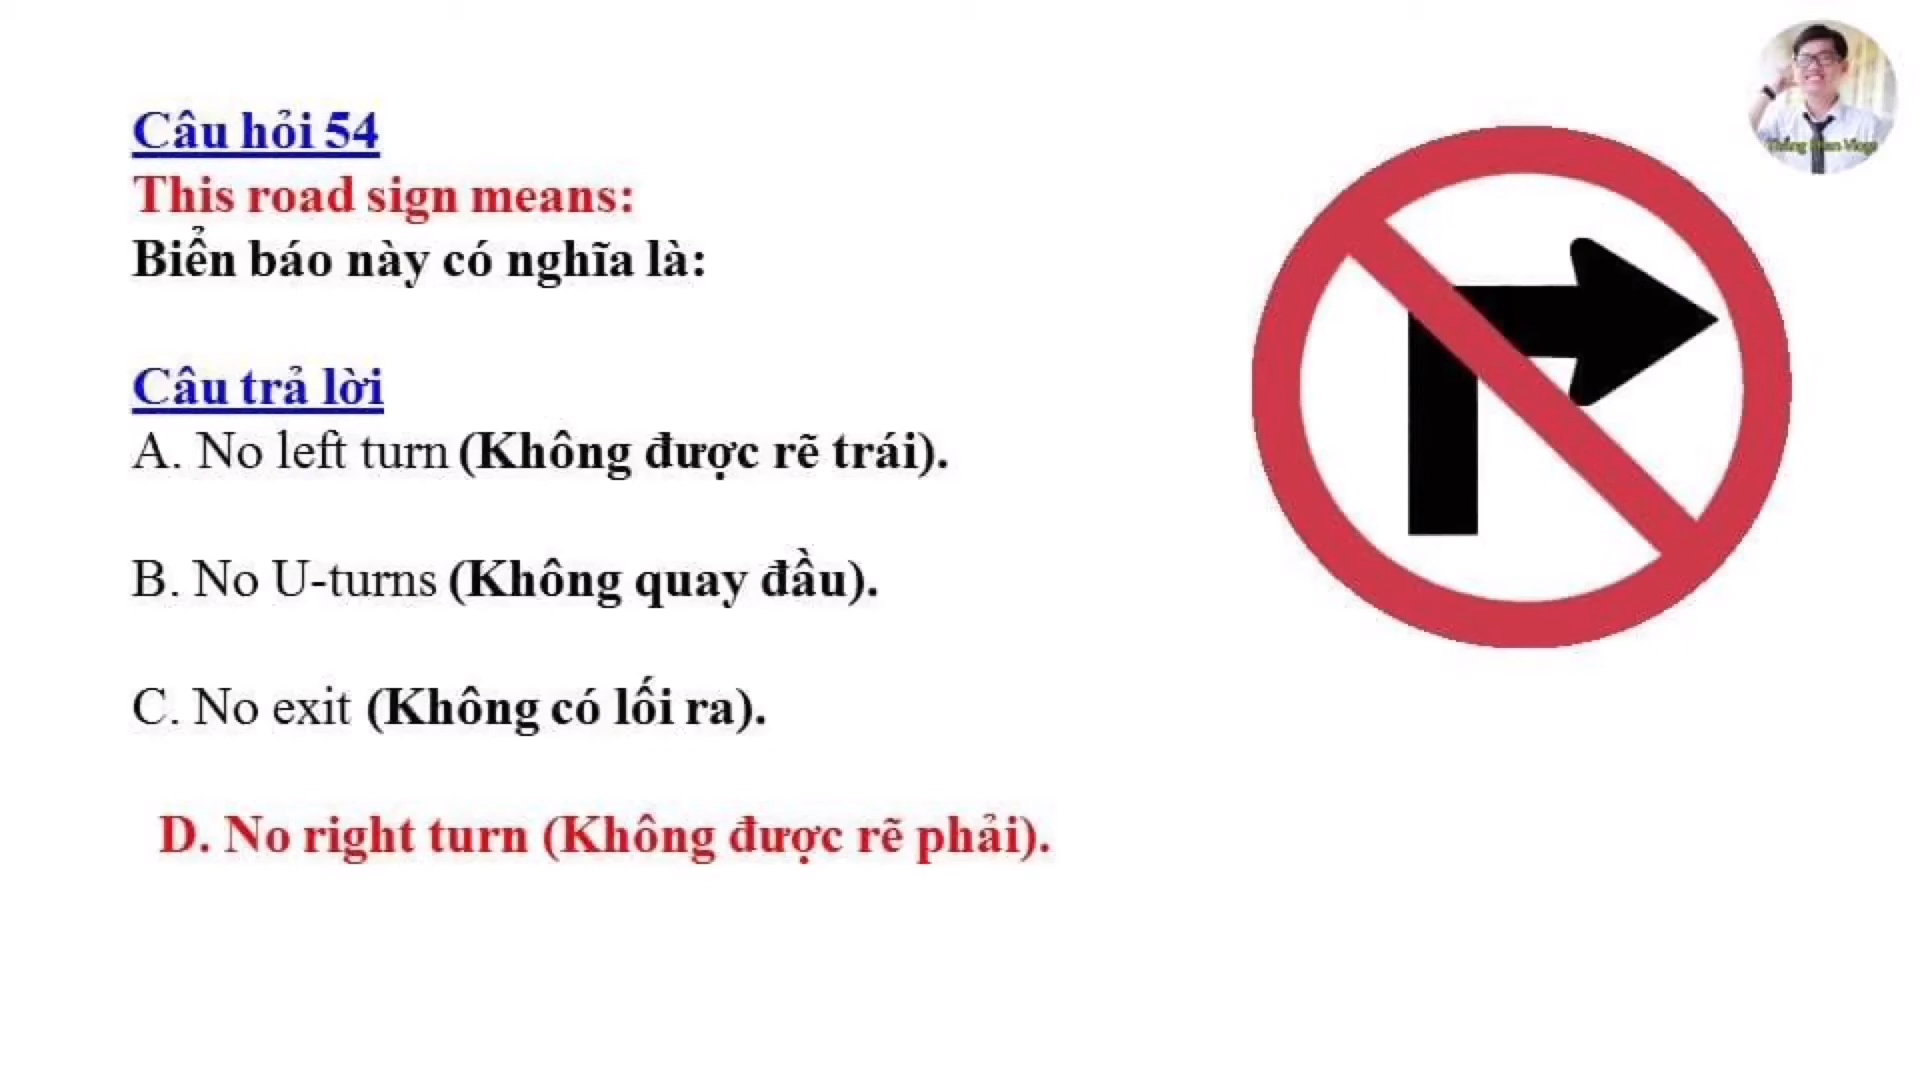 Câu hỏi 54
This road sign means:
Biển báo này có nghĩa là:
Câu trả lời
A. No left turn (Không được rẽ trái).
B. No U-turns (Không quay đầu).
C. No exit (Không có lối ra).
D. No right turn (Không được rẽ phải).